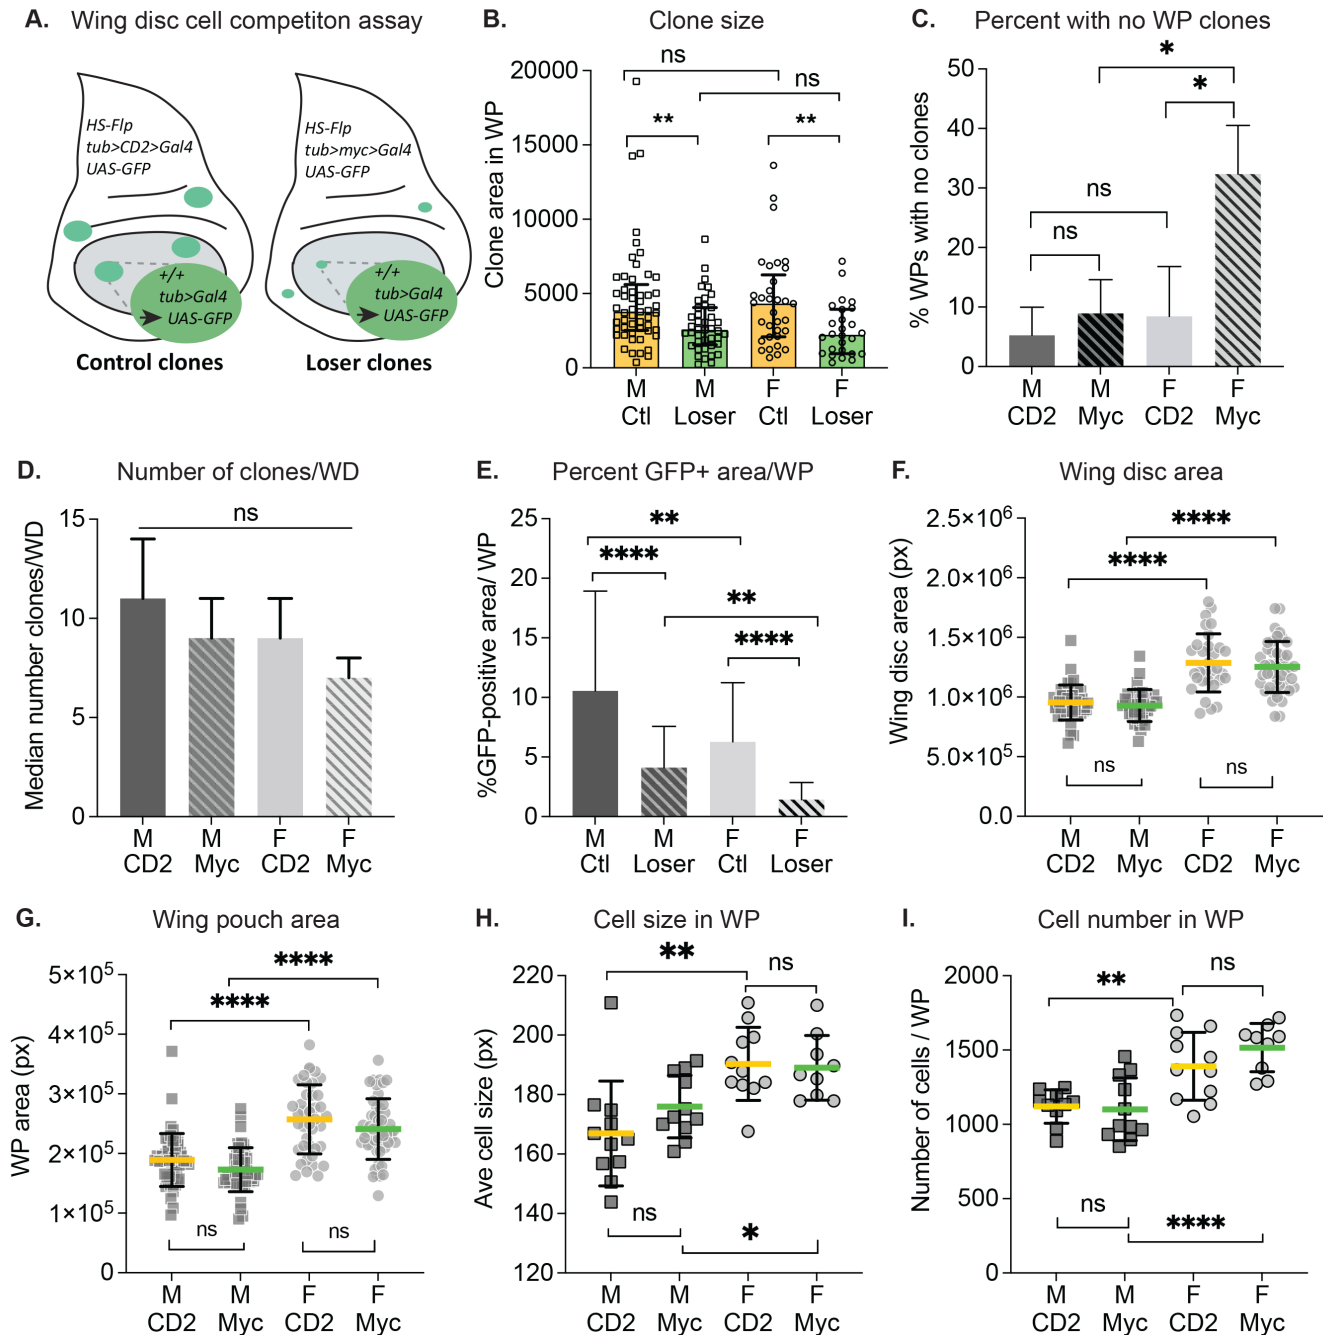 A. Wing disc cell competiton assay
HS-Flp
tub>CD2>Gal4
UAS-GFP
+/+
tub>Gal4
UAS-GFP
Control clones
HS-Flp
tub>myc>Gal4
UAS-GFP
+/+
tub>Gal4
UAS-GFP
Loser clones
B. Clone size
Clone area in WP
20000
15000
10000
5000
0
ns
ns
**
**
M Ctl
M Loser
F Ctl
F Loser
C. Percent with no WP clones
% WPs with no clones
50
40
30
20
10
0
*
*
ns
ns
M CD2
M Myc
F CD2
F Myc
D. Number of clones/WD
Median number clones/WD
15
10
5
0
ns
M CD2
M Myc
F CD2
F Myc
E. Percent GFP+ area/WP
%GFP-positive area/ WP
25
20
15
10
5
0
**
****
**
****
M Ctl
M Loser
F Ctl
F Loser
F. Wing disc area
Wing disc area (px)
2.5×10⁶
2.0×10⁶
1.5×10⁶
1.0×10⁶
5.0×10⁵
0.0
****
****
ns
ns
M CD2
M Myc
F CD2
F Myc
G. Wing pouch area
WP area (px)
5×10⁵
4×10⁵
3×10⁵
2×10⁵
1×10⁵
0
****
****
ns
ns
M CD2
M Myc
F CD2
F Myc
H. Cell size in WP
Ave cell size (px)
220
200
180
160
140
120
**
ns
ns
*
M CD2
M Myc
F CD2
F Myc
I. Cell number in WP
Number of cells / WP
2000
1500
1000
500
0
**
ns
ns
****
M CD2
M Myc
F CD2
F Myc